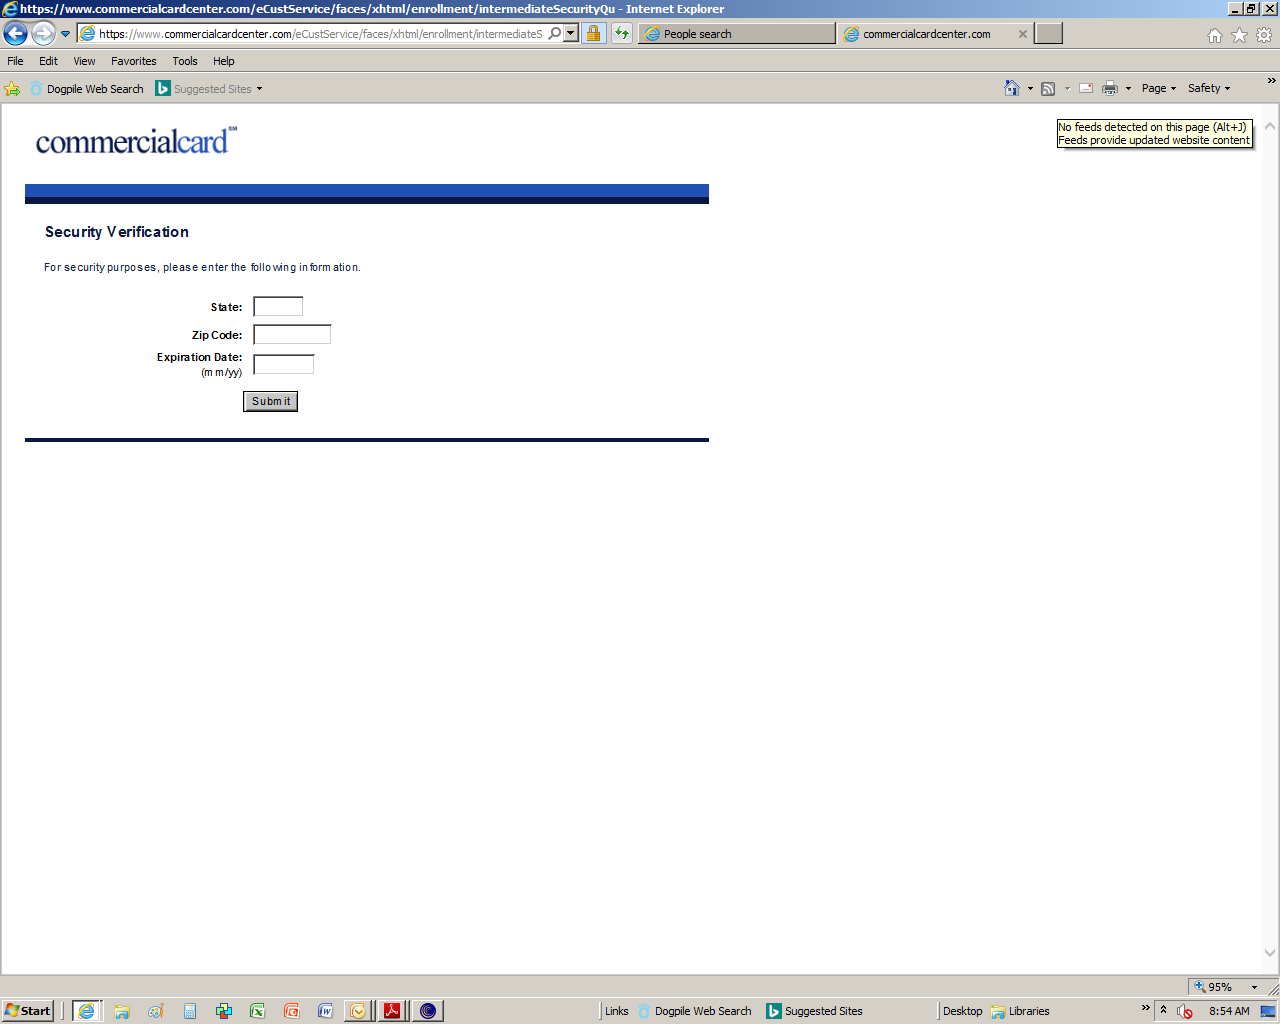 https://www.commercialcardcenter.com/eCustService/faces/xhtml/enrollment/intermediateSecurityQu - Internet Explorer
https://www.commercialcardcenter.com/eCustService/faces/xhtml/enrollment/intermediateS
People search
commercialcardcenter.com
File Edit View Favorites Tools Help
Dogpile Web Search Suggested Sites
Page Safety
commercialcard℠
No feeds detected on this page (Alt+J)
Feeds provide updated website content
Security Verification
For security purposes, please enter the following information.
State:
Zip Code:
Expiration Date:
(mm/yy)
Submit
95%
Start
Links Dogpile Web Search Suggested Sites Desktop Libraries 8:54 AM